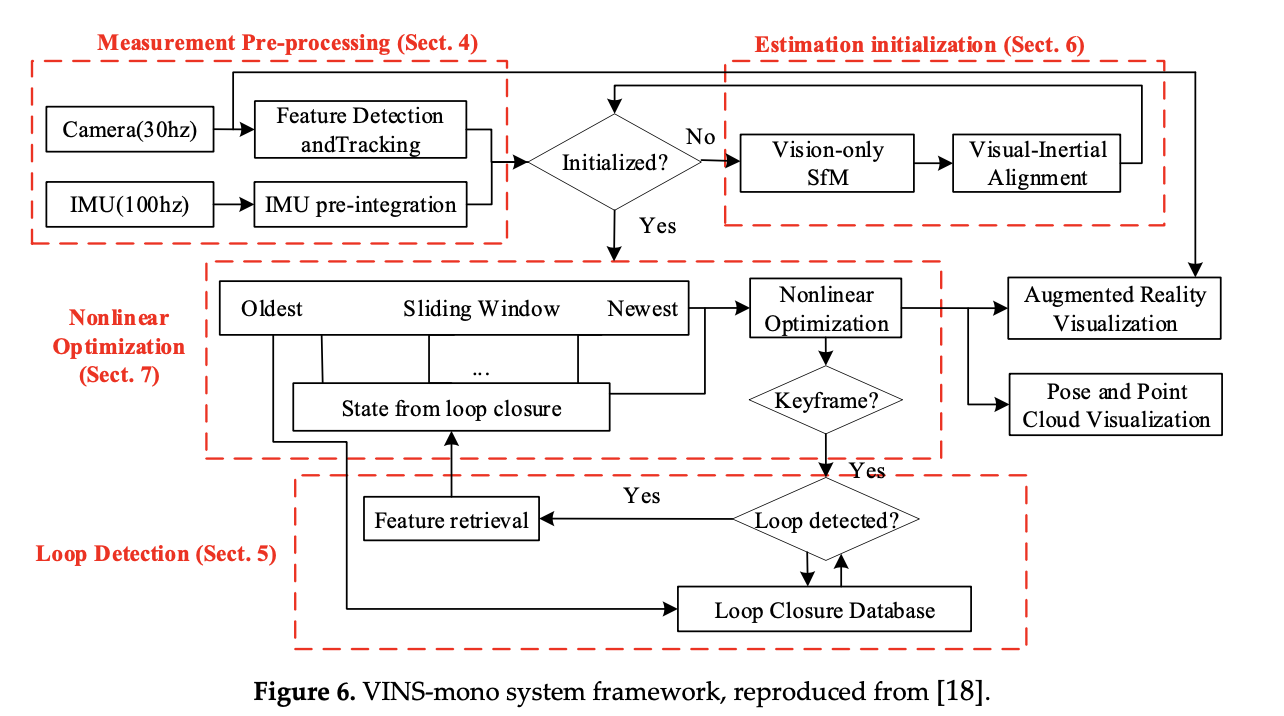 Measurement Pre-processing (Sect. 4)
Estimation initialization (Sect. 6)
Camera(30hz)
Feature Detection
andTracking
IMU(100hz)
IMU pre-integration
Initialized?
No
Yes
Vision-only
SfM
Visual-Inertial
Alignment
Nonlinear
Optimization
(Sect. 7)
Oldest
Sliding Window
Newest
...
State from loop closure
Nonlinear
Optimization
Keyframe?
Yes
Augmented Reality
Visualization
Pose and Point
Cloud Visualization
Loop Detection (Sect. 5)
Feature retrieval
Yes
Loop detected?
Loop Closure Database
Figure 6. VINS-mono system framework, reproduced from [18].